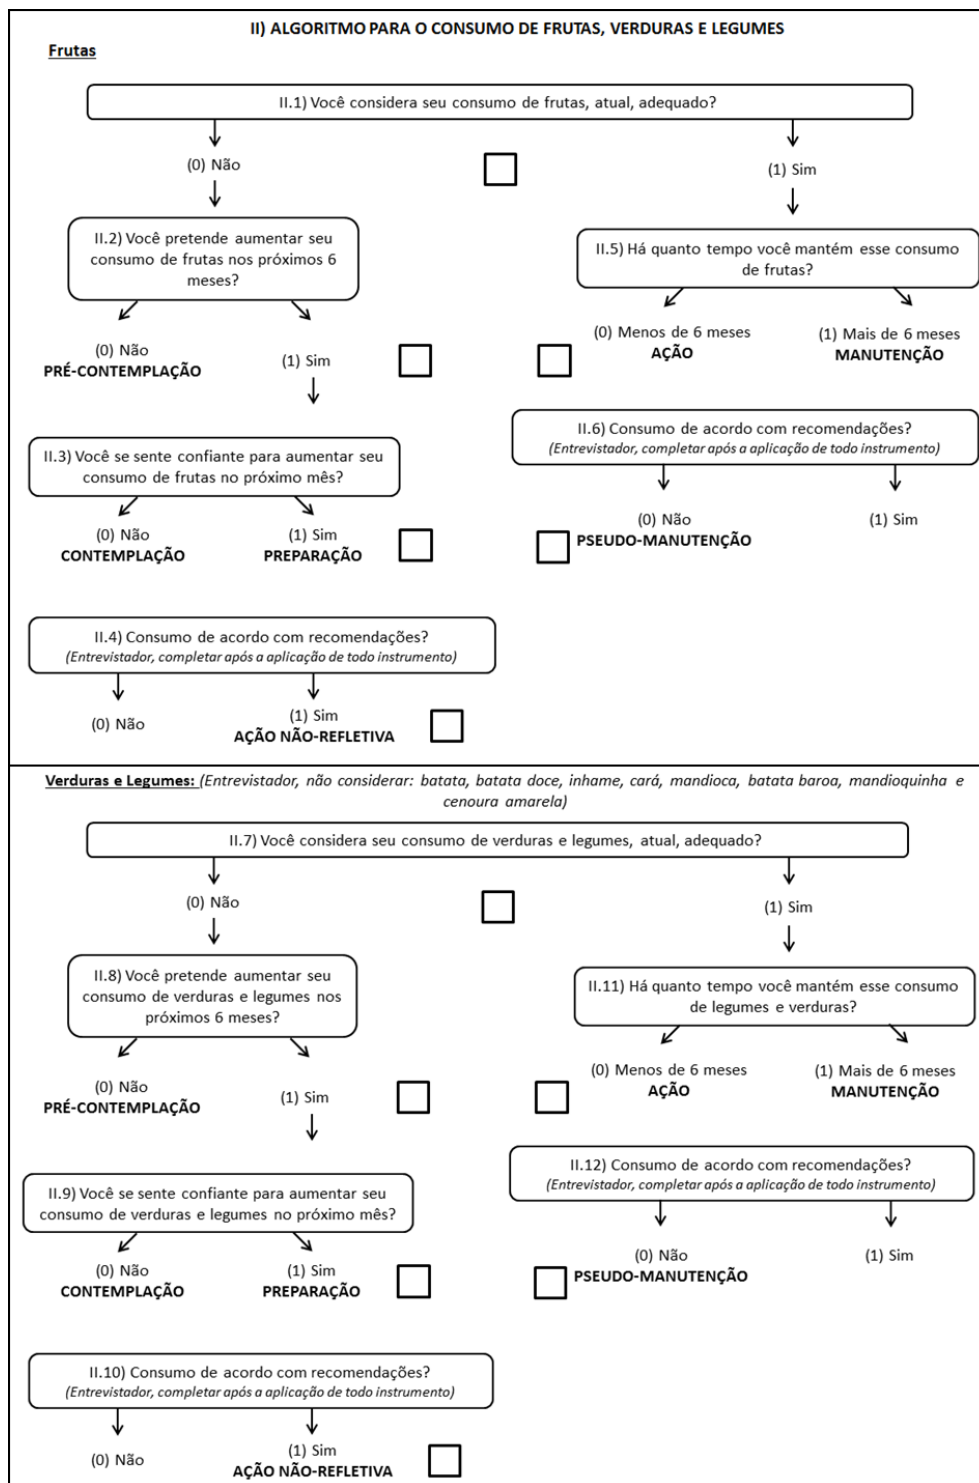 II) ALGORITMO PARA O CONSUMO DE FRUTAS, VERDURAS E LEGUMES
Frutas
II.1) Você considera seu consumo de frutas, atual, adequado?
(0) Não
(1) Sim
II.2) Você pretende aumentar seu
consumo de frutas nos próximos 6
meses?
(0) Não
PRÉ-CONTEMPLAÇÃO
(1) Sim
II.3) Você se sente confiante para aumentar seu
consumo de frutas no próximo mês?
(0) Não
CONTEMPLAÇÃO
(1) Sim
PREPARAÇÃO
II.4) Consumo de acordo com recomendações?
(Entrevistador, completar após a aplicação de todo instrumento)
(0) Não
(1) Sim
AÇÃO NÃO-REFLETIVA
II.5) Há quanto tempo você mantém esse consumo
de frutas?
(0) Menos de 6 meses
AÇÃO
(1) Mais de 6 meses
MANUTENÇÃO
II.6) Consumo de acordo com recomendações?
(Entrevistador, completar após a aplicação de todo instrumento)
(0) Não
PSEUDO-MANUTENÇÃO
(1) Sim
Verduras e Legumes: (Entrevistador, não considerar: batata, batata doce, inhame, cará, mandioca, batata baroa, mandioquinha e
cenoura amarela)
II.7) Você considera seu consumo de verduras e legumes, atual, adequado?
(0) Não
(1) Sim
II.8) Você pretende aumentar seu
consumo de verduras e legumes nos
próximos 6 meses?
(0) Não
PRÉ-CONTEMPLAÇÃO
(1) Sim
II.9) Você se sente confiante para aumentar seu
consumo de verduras e legumes no próximo mês?
(0) Não
CONTEMPLAÇÃO
(1) Sim
PREPARAÇÃO
II.10) Consumo de acordo com recomendações?
(Entrevistador, completar após a aplicação de todo instrumento)
(0) Não
(1) Sim
AÇÃO NÃO-REFLETIVA
II.11) Há quanto tempo você mantém esse consumo
de legumes e verduras?
(0) Menos de 6 meses
AÇÃO
(1) Mais de 6 meses
MANUTENÇÃO
II.12) Consumo de acordo com recomendações?
(Entrevistador, completar após a aplicação de todo instrumento)
(0) Não
PSEUDO-MANUTENÇÃO
(1) Sim